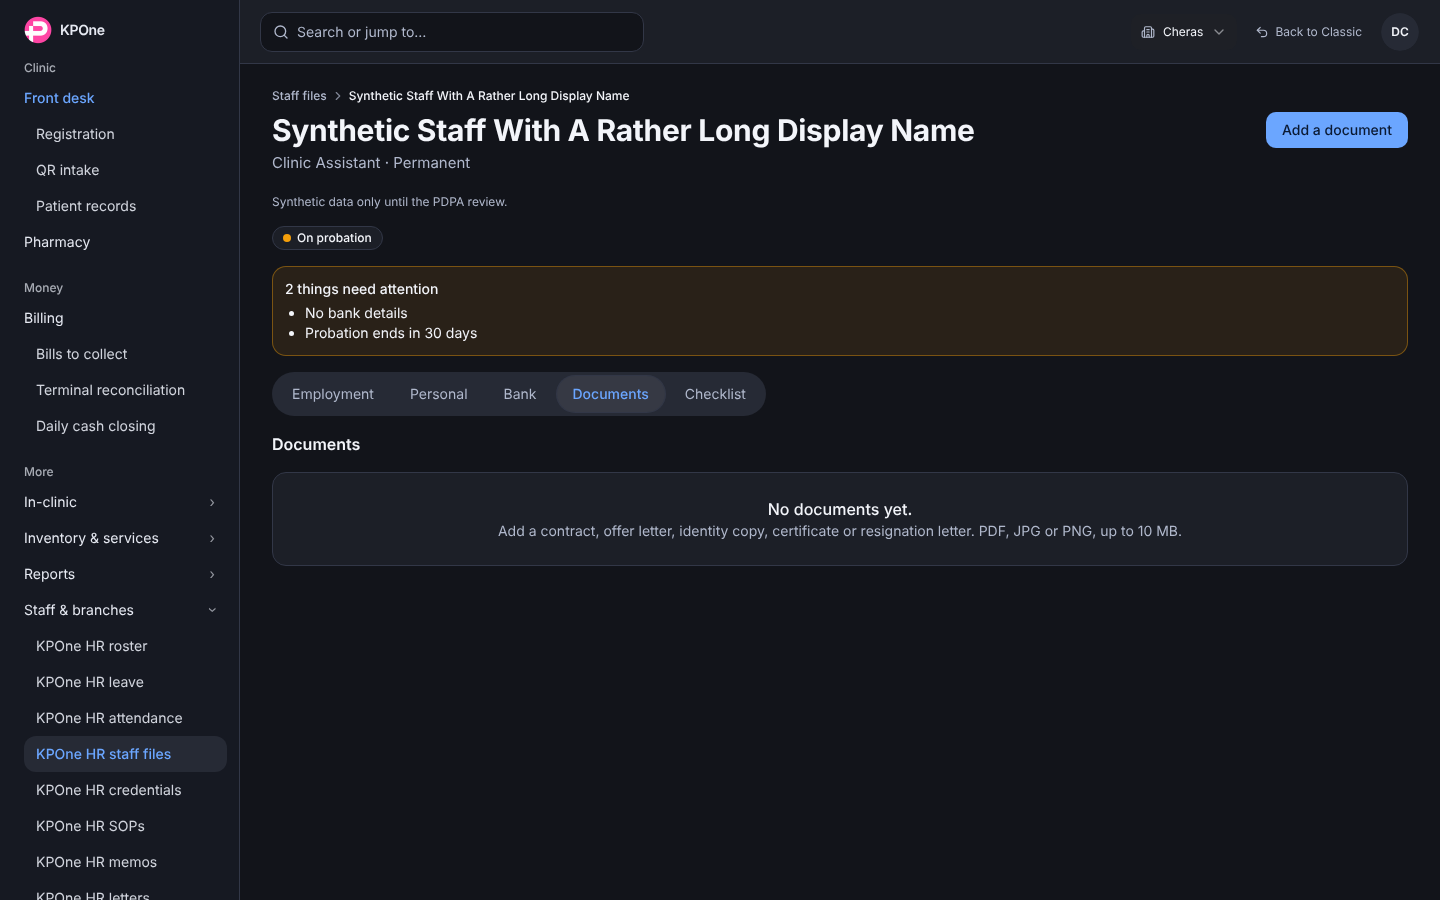 KPOne
Clinic
Front desk
Registration
QR intake
Patient records
Pharmacy
Money
Billing
Bills to collect
Terminal reconciliation
Daily cash closing
More
In-clinic
Inventory & services
Reports
Staff & branches
KPOne HR roster
KPOne HR leave
KPOne HR attendance
KPOne HR staff files
KPOne HR credentials
KPOne HR SOPs
KPOne HR memos
KPOne HR letters
Search or jump to...
Cheras
Back to Classic
DC
Staff files > Synthetic Staff With A Rather Long Display Name
Synthetic Staff With A Rather Long Display Name
Add a document
Clinic Assistant · Permanent
Synthetic data only until the PDPA review.
On probation
2 things need attention
• No bank details
• Probation ends in 30 days
Employment Personal Bank Documents Checklist
Documents
No documents yet.
Add a contract, offer letter, identity copy, certificate or resignation letter. PDF, JPG or PNG, up to 10 MB.